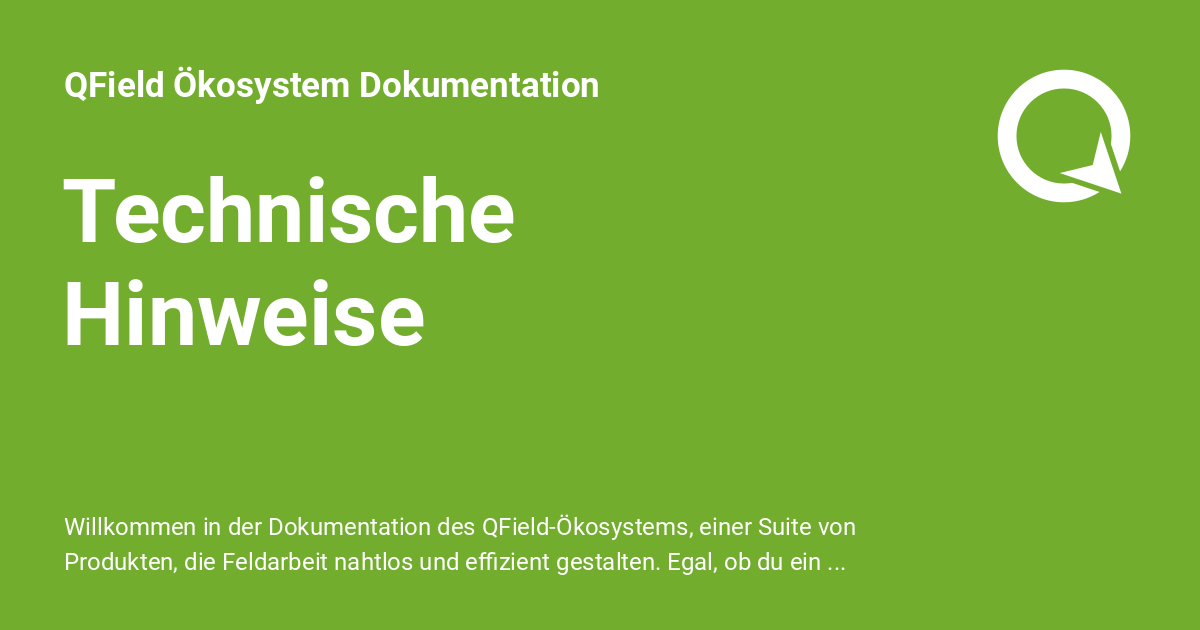 QField Ökosystem Dokumentation
Technische
Hinweise
Willkommen in der Dokumentation des QField-Ökosystems, einer Suite von
Produkten, die Feldarbeit nahtlos und effizient gestalten. Egal, ob du ein ...